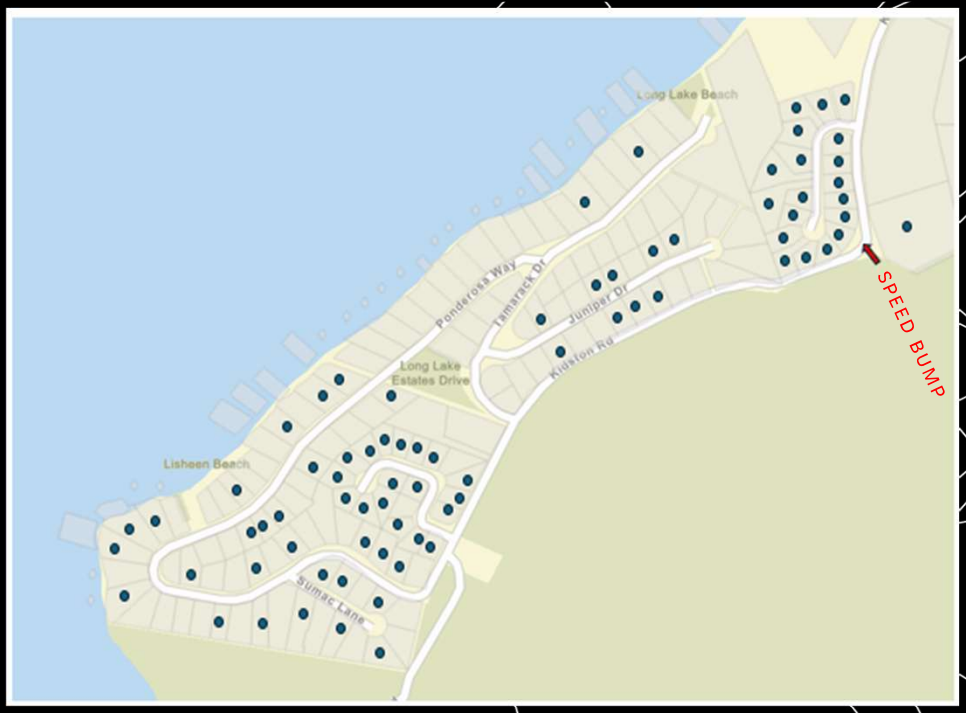 Long Lake Beach
Ponderosa Way
Tamarack Dr
Juniper Dr
SPEED BUMP
Kidston Rd
Long Lake
Estates Drive
Lisheen Beach
Sumac Lane